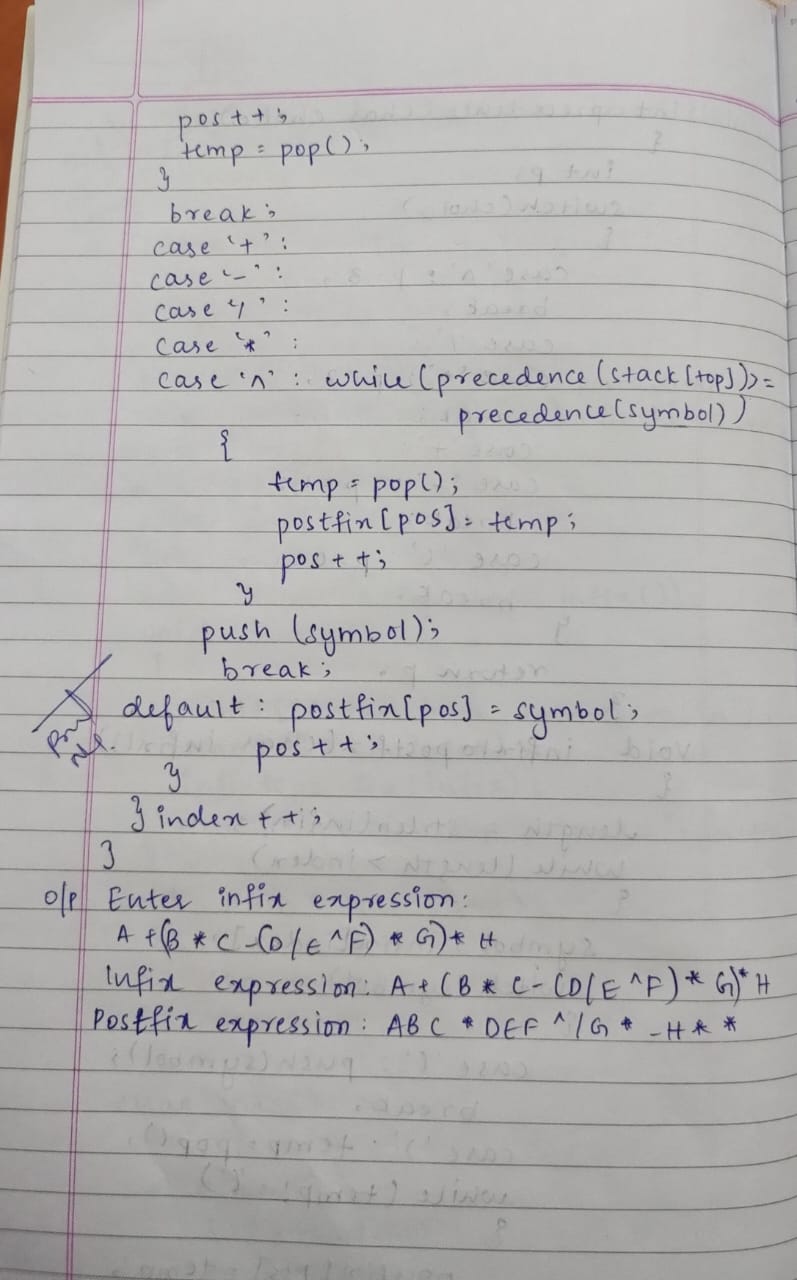 pos++;
temp = pop();
}
break;
case '+':
case '-':
case '/':
case '*':
case '^': while (precedence (stack [top]) >=
precedence (symbol))
{
temp = pop();
postfix [pos] = temp;
pos++;
}
push (symbol);
break;
default: postfix [pos] = symbol;
pos++;
}
} index++;
}
o/p Enter infix expression:
A +(B * C -(D/E^F) * G)* H
Infix expression: A + (B * C - (D/E ^F)* G)* H
Postfix expression: ABC * DEF ^ /G * - H * *